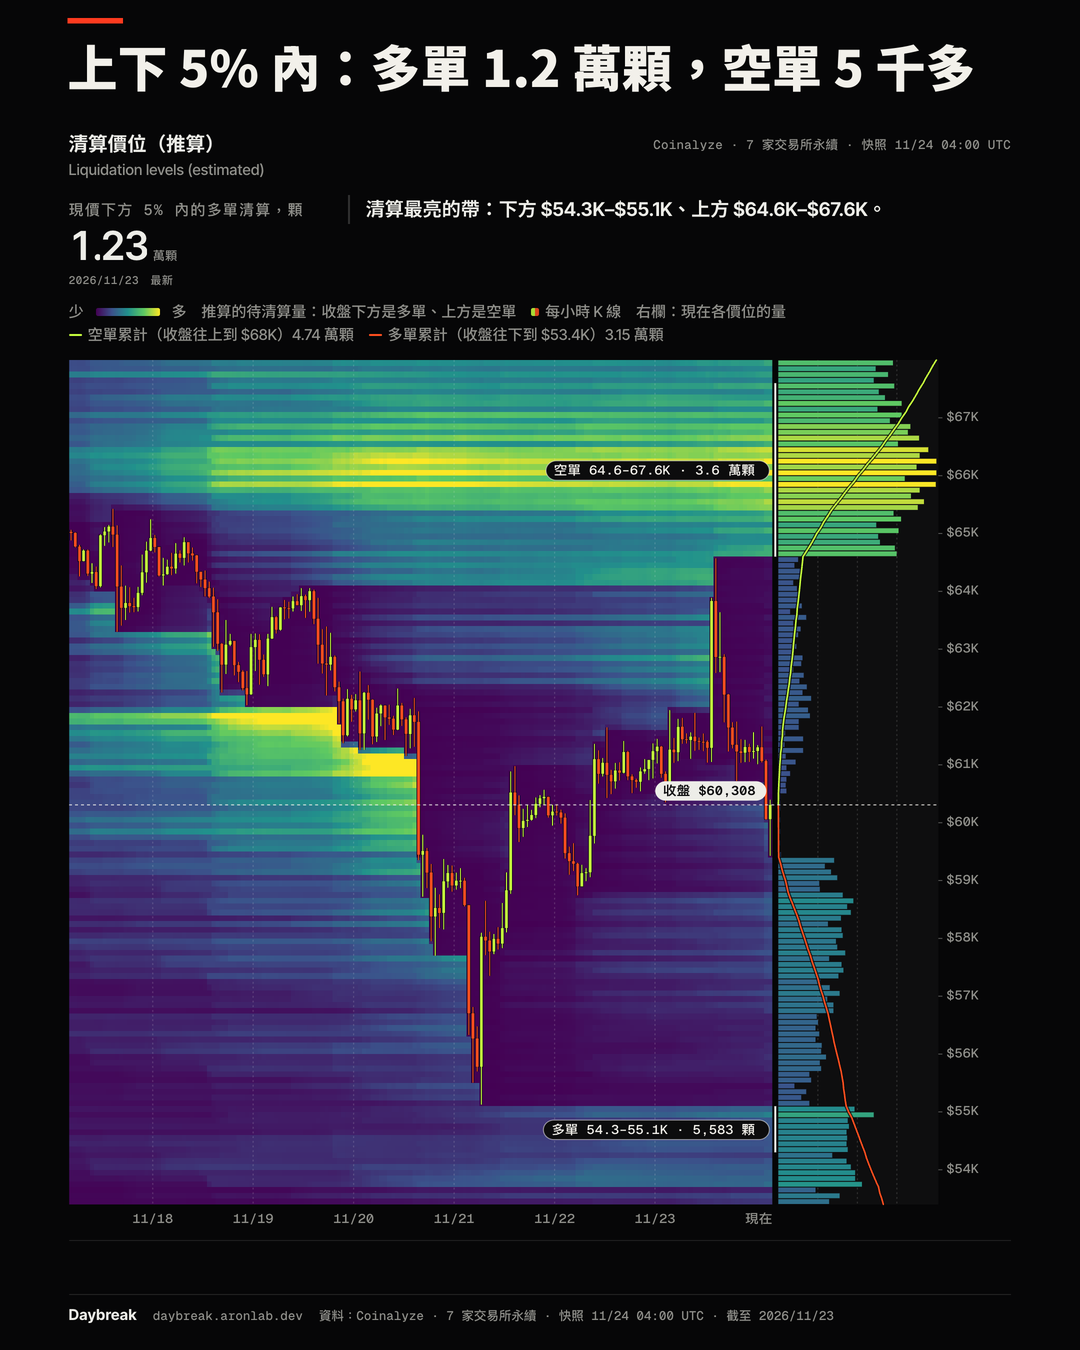 上下 5% 內：多單 1.2 萬顆，空單 5 千多
清算價位（推算）
Coinalyze · 7 家交易所永續 · 快照 11/24 04:00 UTC
Liquidation levels (estimated)
現價下方 5% 內的多單清算，顆
清算最亮的帶：下方 $54.3K–$55.1K、上方 $64.6K–$67.6K。
1.23 萬顆
2026/11/23 最新
少 多 推算的待清算量：收盤下方是多單、上方是空單 每小時 K 線 右欄：現在各價位的量
空單累計（收盤往上到 $68K）4.74 萬顆 多單累計（收盤往下到 $53.4K）3.15 萬顆
$67K
空單 64.6–67.6K · 3.6 萬顆
$66K
$65K
$64K
$63K
$62K
$61K
收盤 $60,308
$60K
$59K
$58K
$57K
$56K
$55K
多單 54.3–55.1K · 5,583 顆
$54K
11/18 11/19 11/20 11/21 11/22 11/23 現在
Daybreak daybreak.aronlab.dev 資料：Coinalyze · 7 家交易所永續 · 快照 11/24 04:00 UTC · 截至 2026/11/23